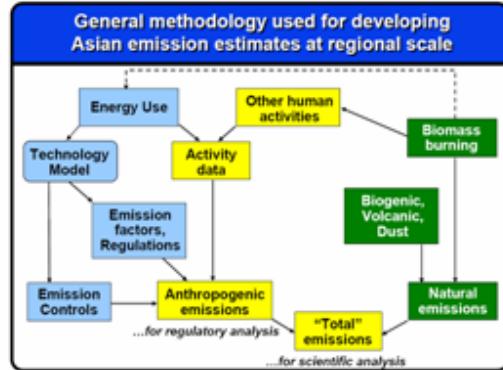 General methodology used for developing
Asian emission estimates at regional scale
Energy Use
Other human
activities
Biomass
burning
Technology
Model
Activity
data
Biogenic,
Volcanic,
Dust
Emission
factors,
Regulations
Emission
Controls
Anthropogenic
emissions
Natural
emissions
...for regulatory analysis
"Total"
emissions
...for scientific analysis